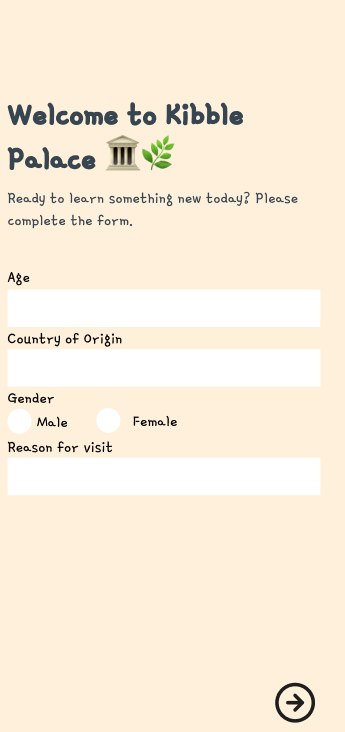 Welcome to Kibble
Palace 🏛️🌿
Ready to learn something new today? Please
complete the form.
Age
Country of Origin
Gender
Male Female
Reason for visit